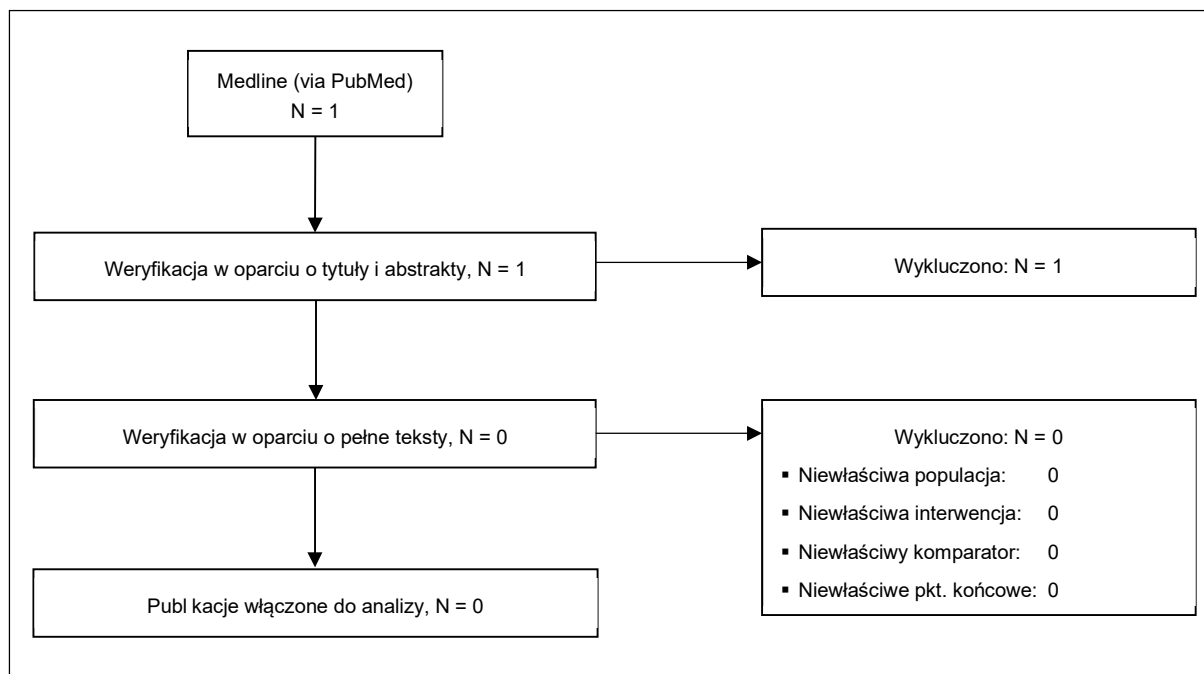 Medline (via PubMed)
N = 1
Weryfikacja w oparciu o tytuły i abstrakty, N = 1
Wykluczono: N = 1
Weryfikacja w oparciu o pełne teksty, N = 0
Wykluczono: N = 0
▪ Niewłaściwa populacja: 0
▪ Niewłaściwa interwencja: 0
▪ Niewłaściwy komparator: 0
▪ Niewłaściwe pkt. końcowe: 0
Publ kacje włączone do analizy, N = 0